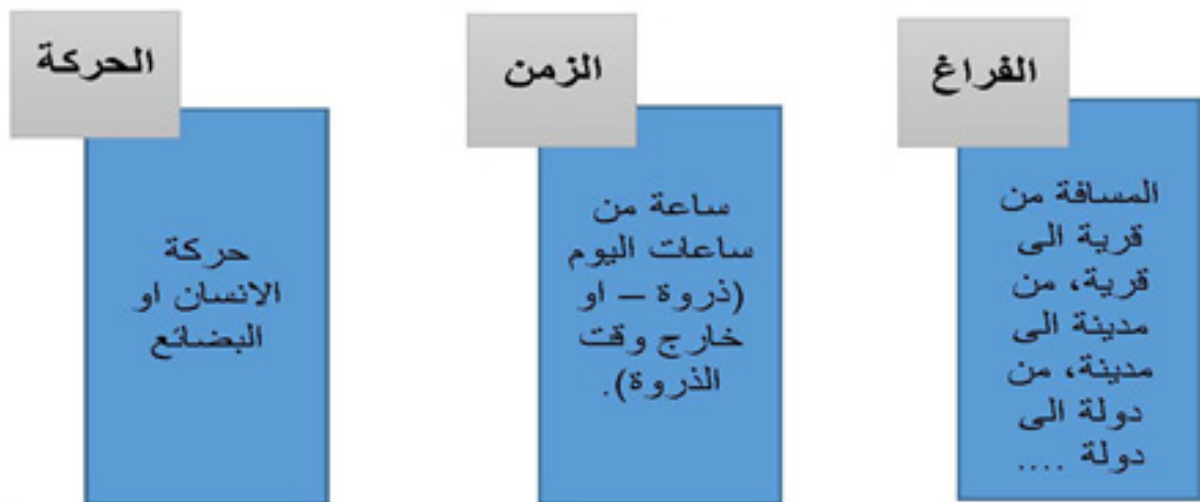 الفراغ
المسافة من
قرية الى
قرية، من
مدينة الى
مدينة، من
دولة الى
دولة ....
الزمن
ساعة من
ساعات اليوم
(ذروة – او
خارج وقت
الذروة).
الحركة
حركة
الانسان او
البضائع